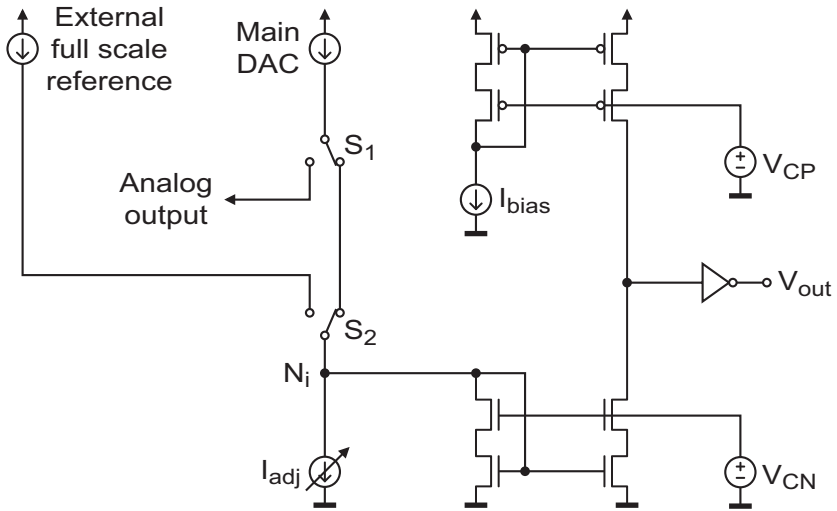 External
full scale
reference
Main
DAC
S1
Analog
output
Ibias
VCP
Vout
S2
Ni
Iadj
VCN